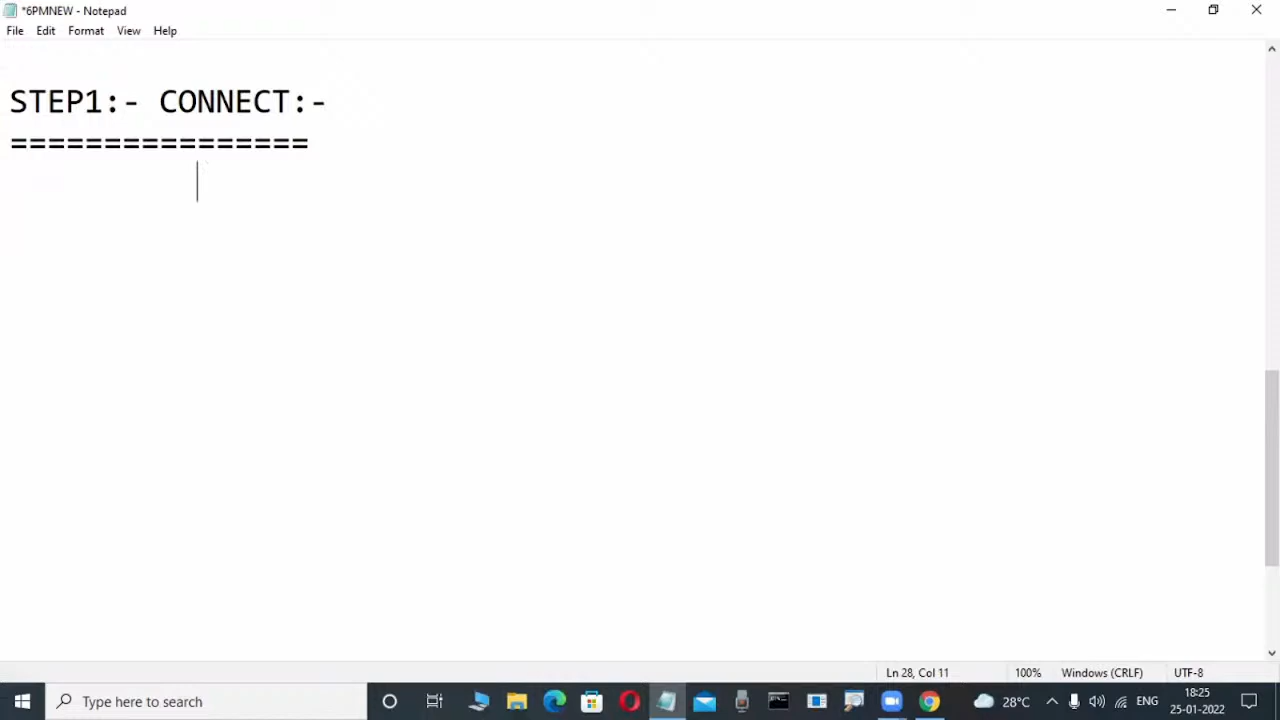 *6PMNEW - Notepad
File Edit Format View Help
STEP1:- CONNECT:-
================
Ln 28, Col 11 100% Windows (CRLF) UTF-8
Type here to search 28°C ENG 18:25
25-01-2022